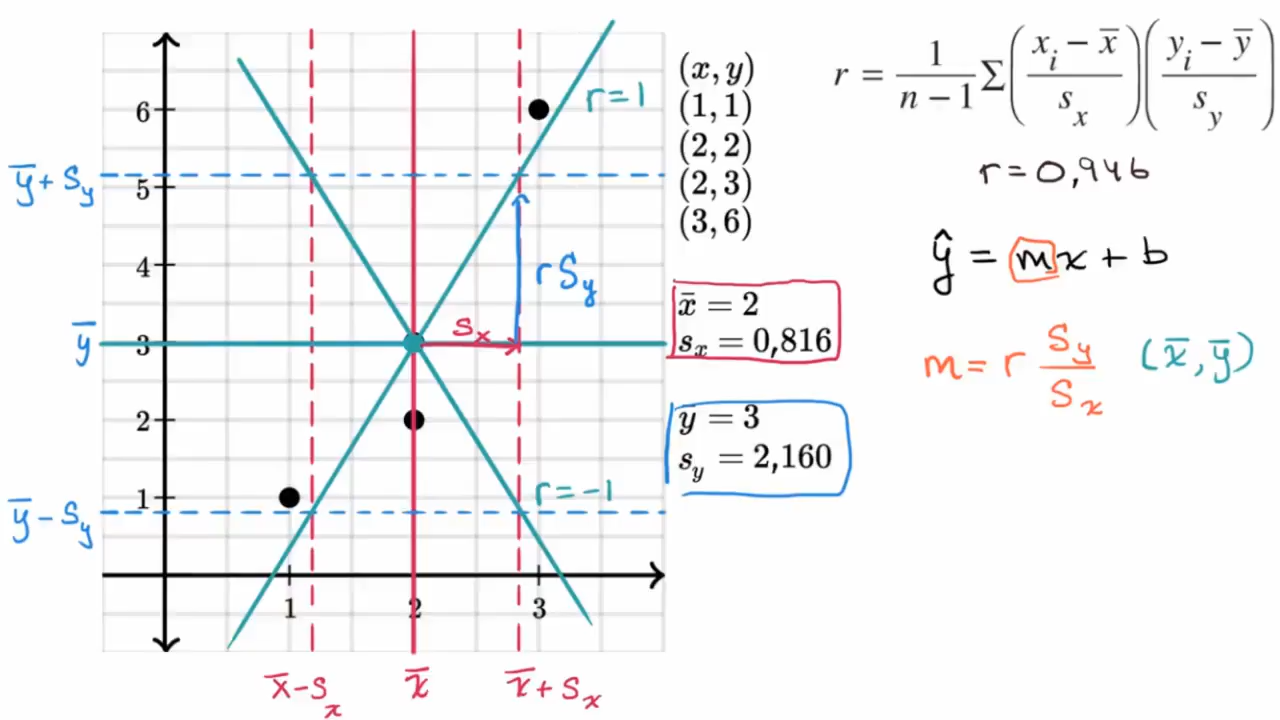 r = 1/(n − 1) Σ((xᵢ − x̄)/sₓ)((yᵢ − ȳ)/s_y)
r = 0,946
ŷ = mx + b
m = r S_y/Sₓ (x̄, ȳ)
(x, y)
(1, 1)
(2, 2)
(2, 3)
(3, 6)
x̄ = 2
sₓ = 0,816
ȳ = 3
s_y = 2,160
r = 1
r = −1
r S_y
Sₓ
ȳ + S_y
ȳ
ȳ − S_y
6
5
4
3
2
1
1 2 3
x̄ − Sₓ x̄ x̄ + Sₓ